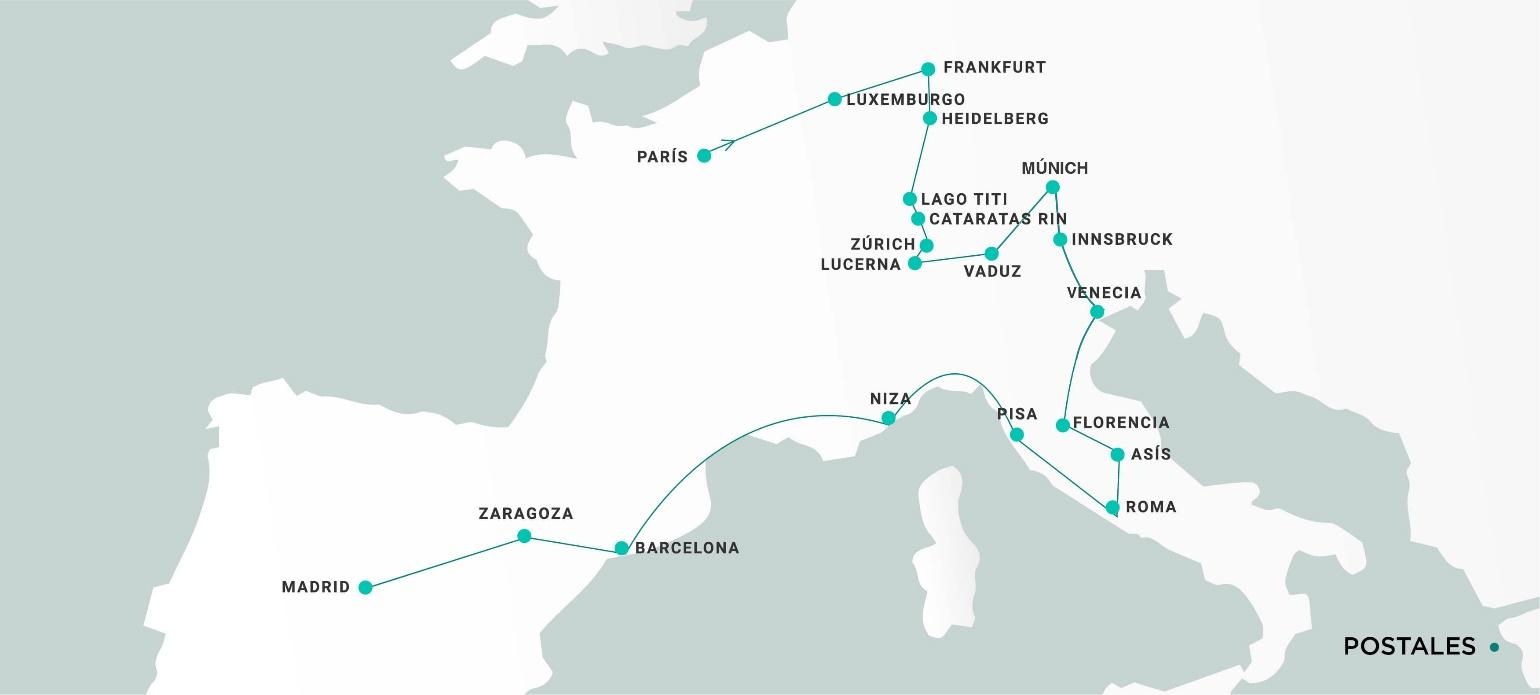 FRANKFURT
LUXEMBURGO
HEIDELBERG
PARÍS
MÚNICH
LAGO TITI
CATARATAS RIN
ZÚRICH
INNSBRUCK
LUCERNA
VADUZ
VENECIA
NIZA
PISA
FLORENCIA
ASÍS
ROMA
ZARAGOZA
BARCELONA
MADRID
POSTALES